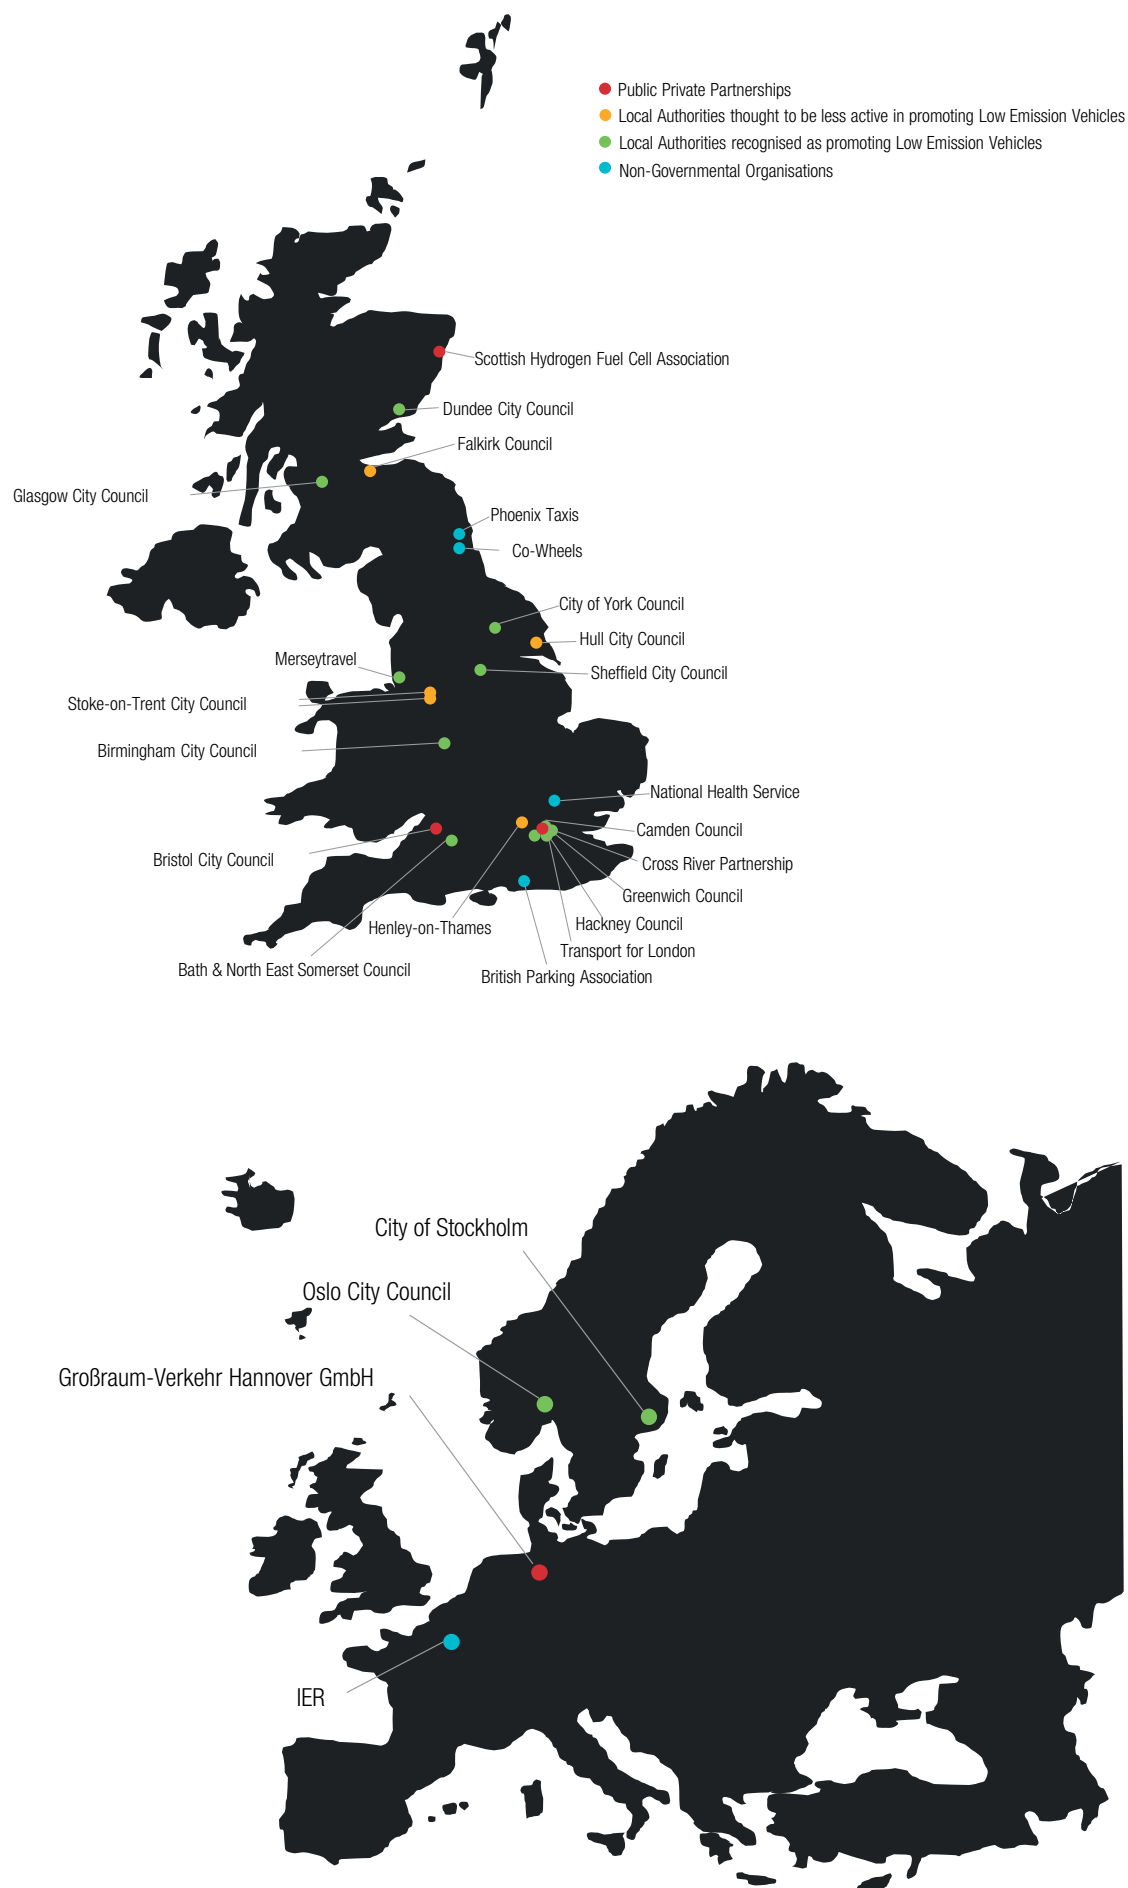 Public Private Partnerships
Local Authorities thought to be less active in promoting Low Emission Vehicles
Local Authorities recognised as promoting Low Emission Vehicles
Non-Governmental Organisations
Scottish Hydrogen Fuel Cell Association
Dundee City Council
Falkirk Council
Glasgow City Council
Phoenix Taxis
Co-Wheels
City of York Council
Hull City Council
Merseytravel
Sheffield City Council
Stoke-on-Trent City Council
Birmingham City Council
National Health Service
Camden Council
Bristol City Council
Cross River Partnership
Greenwich Council
Hackney Council
Henley-on-Thames
Transport for London
Bath & North East Somerset Council
British Parking Association
City of Stockholm
Oslo City Council
Großraum-Verkehr Hannover GmbH
IER